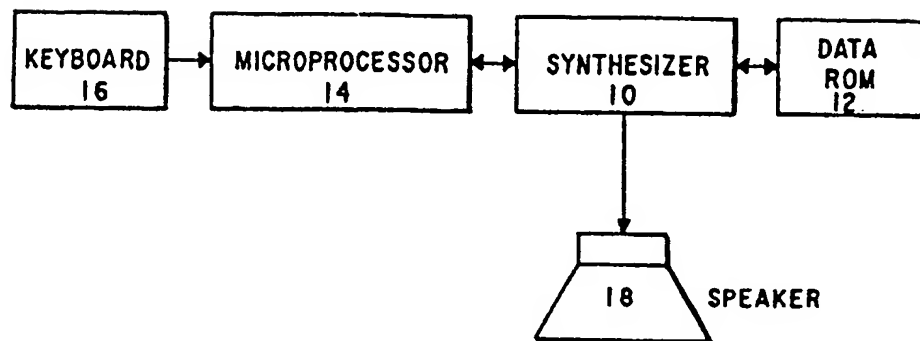 KEYBOARD
16
MICROPROCESSOR
14
SYNTHESIZER
10
DATA
ROM
12
18
SPEAKER